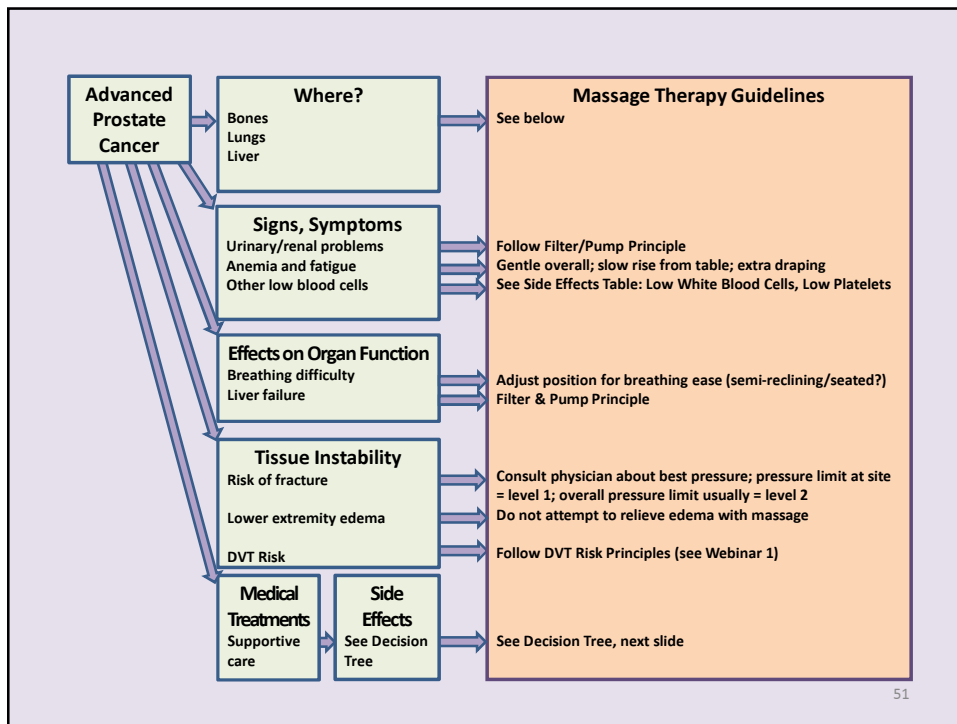 Advanced
Prostate
Cancer
Where?
Bones
Lungs
Liver
Massage Therapy Guidelines
See below
Signs, Symptoms
Urinary/renal problems
Anemia and fatigue
Other low blood cells
Follow Filter/Pump Principle
Gentle overall; slow rise from table; extra draping
See Side Effects Table: Low White Blood Cells, Low Platelets
Effects on Organ Function
Breathing difficulty
Liver failure
Adjust position for breathing ease (semi-reclining/seated?)
Filter & Pump Principle
Tissue Instability
Risk of fracture
Lower extremity edema
DVT Risk
Consult physician about best pressure; pressure limit at site
= level 1; overall pressure limit usually = level 2
Do not attempt to relieve edema with massage
Follow DVT Risk Principles (see Webinar 1)
Medical
Treatments
Supportive
care
Side
Effects
See Decision
Tree
See Decision Tree, next slide
51